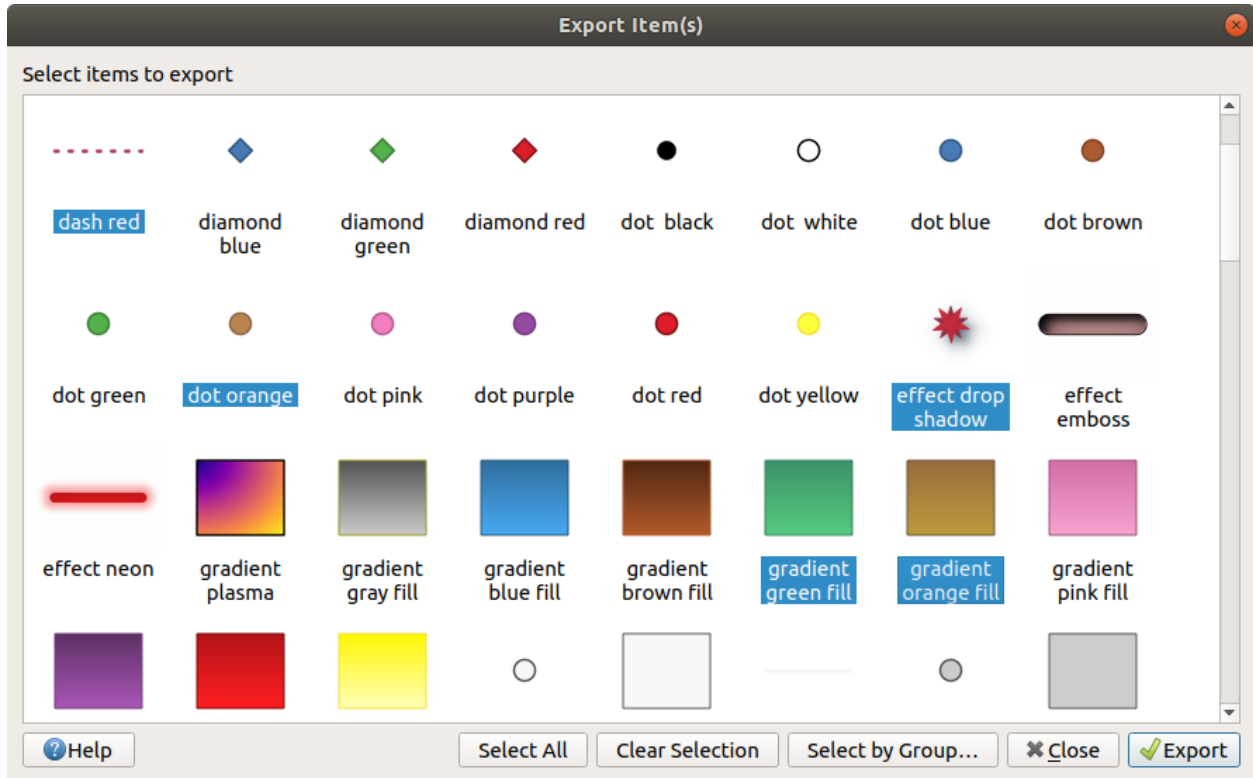 Export Item(s)
Select items to export
dash red
diamond
blue
diamond
green
diamond red
dot  black
dot  white
dot blue
dot brown
dot green
dot orange
dot pink
dot purple
dot red
dot yellow
effect drop
shadow
effect
emboss
effect neon
gradient
plasma
gradient
gray fill
gradient
blue fill
gradient
brown fill
gradient
green fill
gradient
orange fill
gradient
pink fill
Help
Select All
Clear Selection
Select by Group...
Close
Export